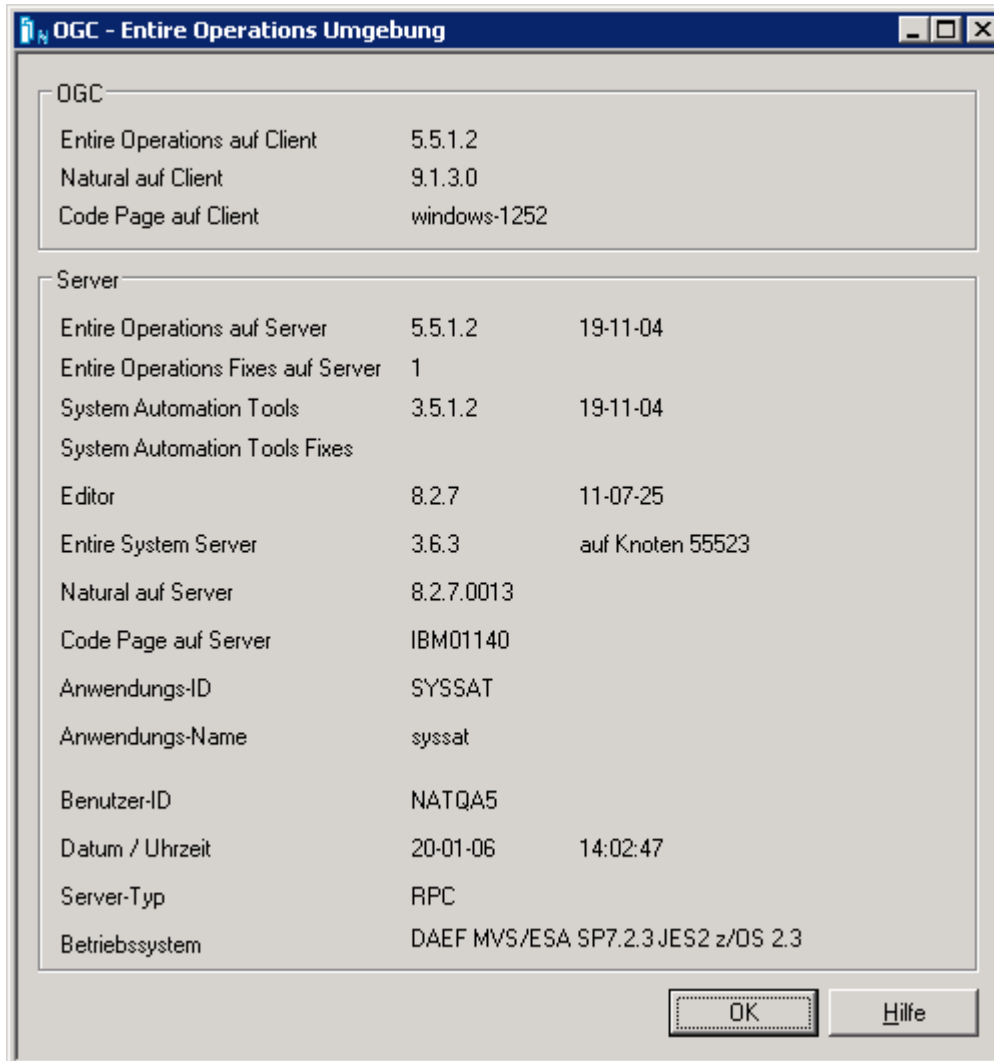 OGC - Entire Operations Umgebung
OGC
Entire Operations auf Client 5.5.1.2
Natural auf Client 9.1.3.0
Code Page auf Client windows-1252
Server
Entire Operations auf Server 5.5.1.2 19-11-04
Entire Operations Fixes auf Server 1
System Automation Tools 3.5.1.2 19-11-04
System Automation Tools Fixes
Editor 8.2.7 11-07-25
Entire System Server 3.6.3 auf Knoten 55523
Natural auf Server 8.2.7.0013
Code Page auf Server IBM01140
Anwendungs-ID SYSSAT
Anwendungs-Name syssat
Benutzer-ID NATQA5
Datum / Uhrzeit 20-01-06 14:02:47
Server-Typ RPC
Betriebssystem DAEF MVS/ESA SP7.2.3 JES2 z/OS 2.3
OK Hilfe